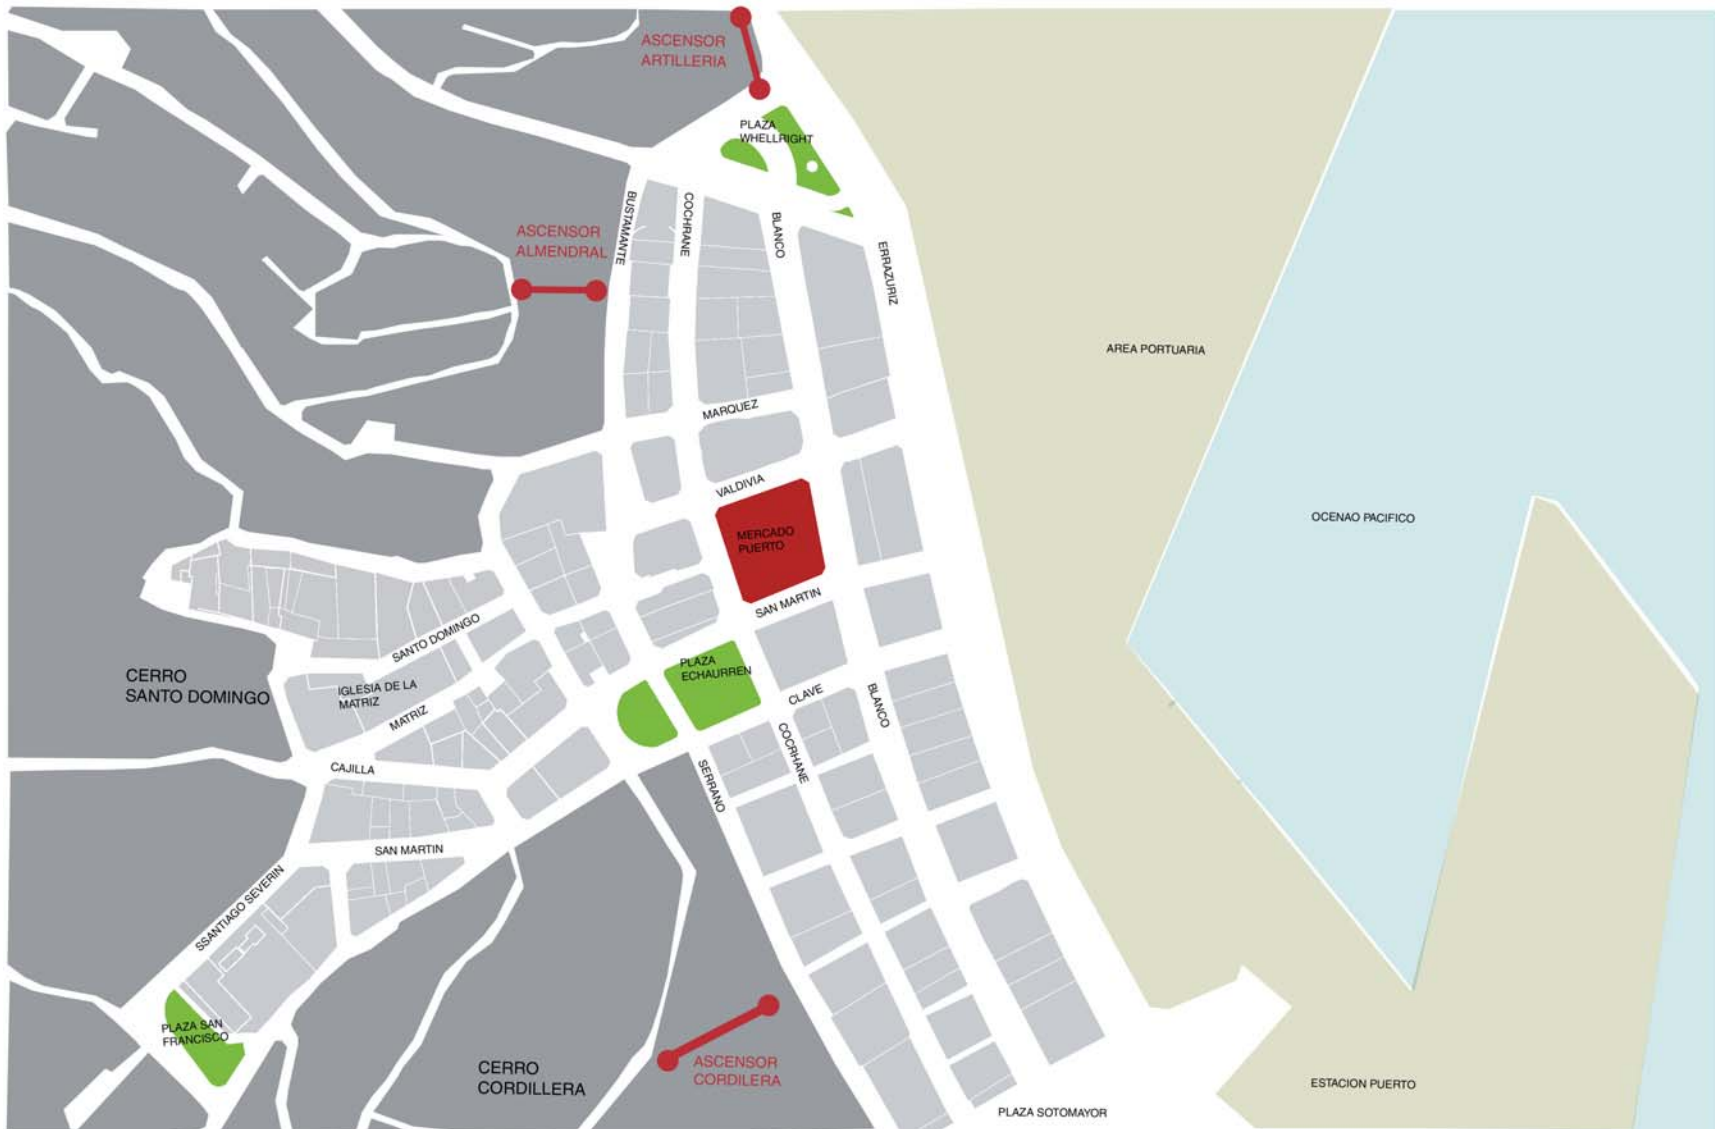 ASCENSOR
ARTILLERIA
PLAZA
WHELLRIGHT
BUSTAMANTE
COCHRANE
BLANCO
ERRAZURIZ
ASCENSOR
ALMENDRAL
AREA PORTUARIA
MARQUEZ
VALDIVIA
MERCADO
PUERTO
OCENAO PACIFICO
SAN MARTIN
SANTO DOMINGO
PLAZA
ECHAURREN
CERRO
SANTO DOMINGO
IGLESIA DE LA
MATRIZ
MATRIZ
CLAVE
BLANCO
COCRHANE
SERRANO
CAJILLA
SAN MARTIN
SSANTIAGO SEVERIN
PLAZA SAN
FRANCISCO
CERRO
CORDILLERA
ASCENSOR
CORDILERA
ESTACION PUERTO
PLAZA SOTOMAYOR